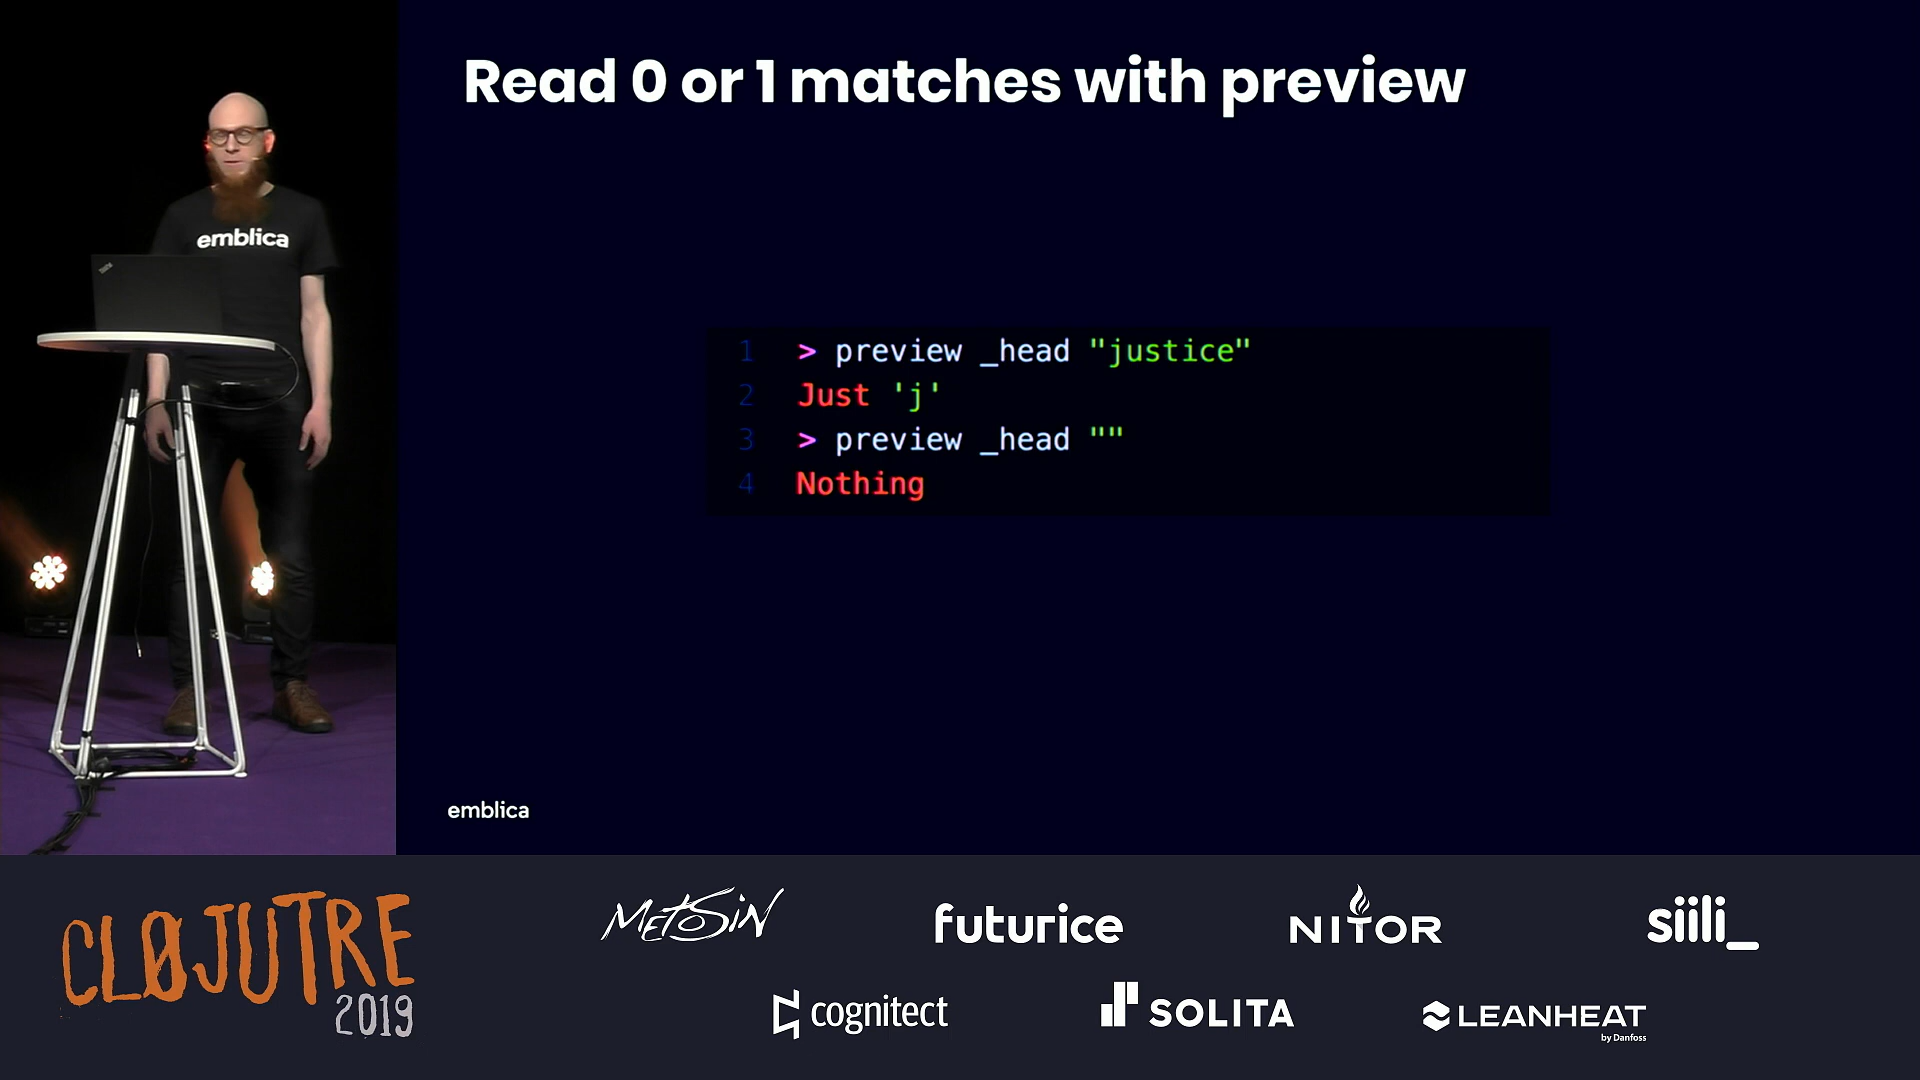 Read 0 or 1 matches with preview
emblica
1 > preview _head "justice"
2 Just 'j'
3 > preview _head ""
4 Nothing
emblica
CLØJUTRE
2019
METOSIN
futurice
NITOR
siili_
cognitect
SOLITA
LEANHEAT
by Danfoss